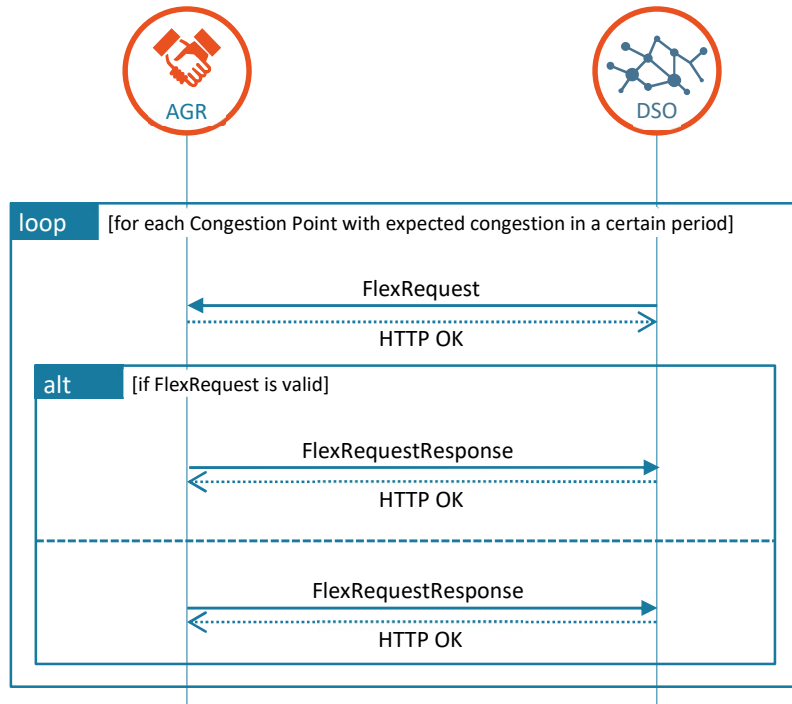 AGR
DSO
loop
[for each Congestion Point with expected congestion in a certain period]
FlexRequest
HTTP OK
alt
[if FlexRequest is valid]
FlexRequestResponse
HTTP OK
FlexRequestResponse
HTTP OK